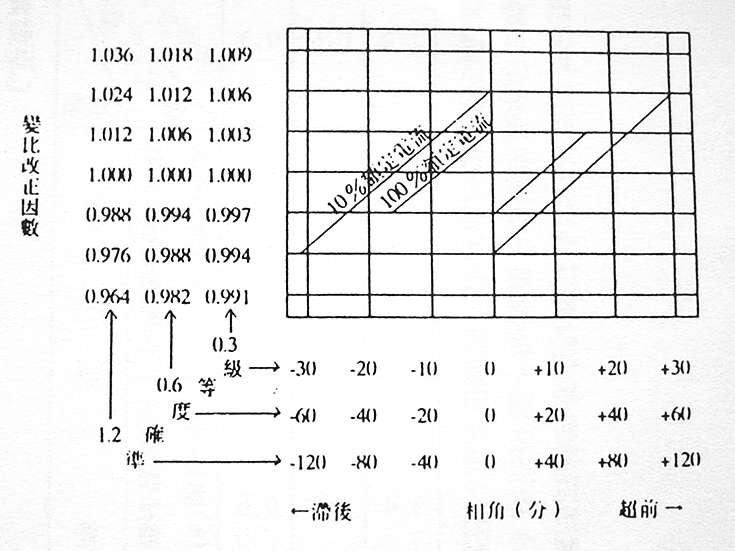 變比改正因數
1.036 1.018 1.009
1.024 1.012 1.006
1.012 1.006 1.003
1.000 1.000 1.000
0.988 0.994 0.997
0.976 0.988 0.994
0.964 0.982 0.991
10%額定電流
100%額定電流
0.3
級 → -30 -20 -10 0 +10 +20 +30
0.6 等
度 → -60 -40 -20 0 +20 +40 +60
1.2 確
準 → -120 -80 -40 0 +40 +80 +120
←滯後 相角(分) 超前→